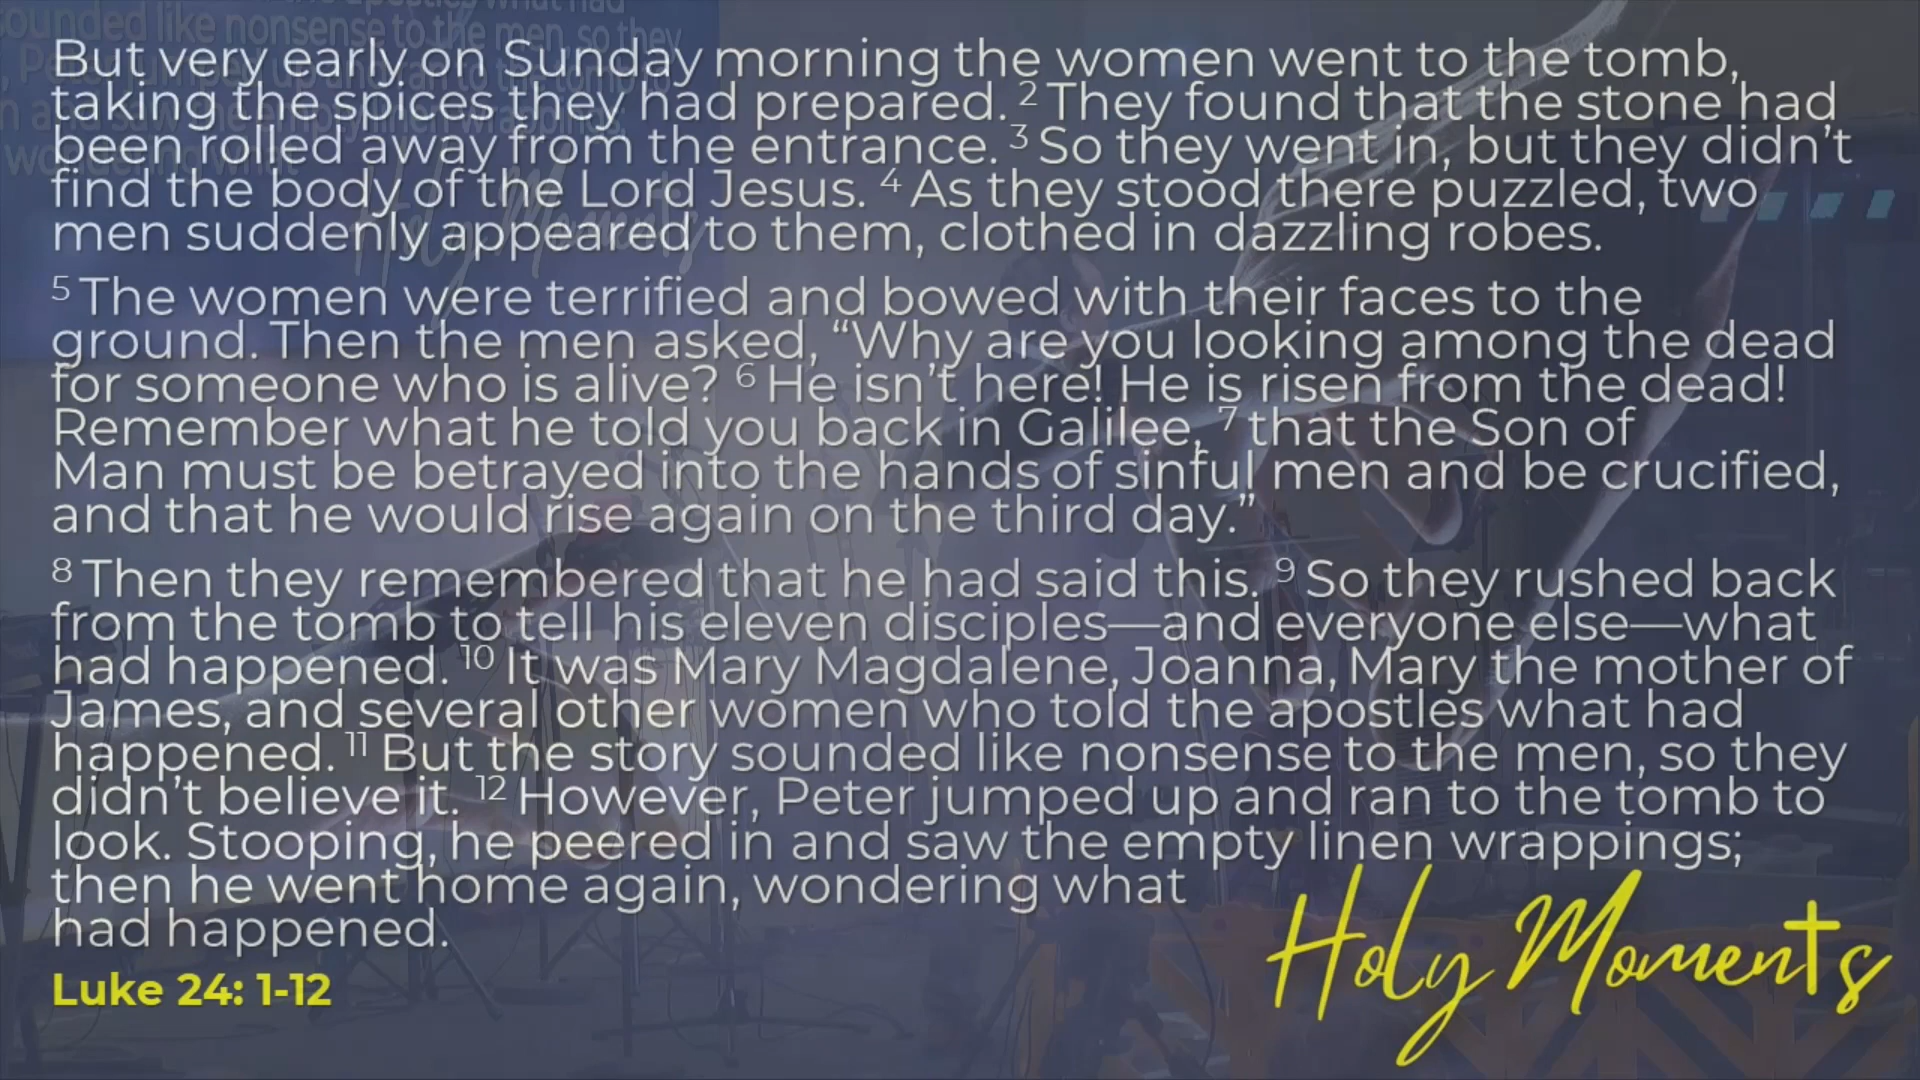 But very early on Sunday morning the women went to the tomb,
taking the spices they had prepared. 2 They found that the stone had
been rolled away from the entrance. 3 So they went in, but they didn’t
find the body of the Lord Jesus. 4 As they stood there puzzled, two
men suddenly appeared to them, clothed in dazzling robes.
5 The women were terrified and bowed with their faces to the
ground. Then the men asked, “Why are you looking among the dead
for someone who is alive? 6 He isn’t here! He is risen from the dead!
Remember what he told you back in Galilee, 7 that the Son of
Man must be betrayed into the hands of sinful men and be crucified,
and that he would rise again on the third day.”
8 Then they remembered that he had said this. 9 So they rushed back
from the tomb to tell his eleven disciples—and everyone else—what
had happened. 10 It was Mary Magdalene, Joanna, Mary the mother of
James, and several other women who told the apostles what had
happened. 11 But the story sounded like nonsense to the men, so they
didn’t believe it. 12 However, Peter jumped up and ran to the tomb to
look. Stooping, he peered in and saw the empty linen wrappings;
then he went home again, wondering what
had happened.
Luke 24: 1-12
Holy Moments